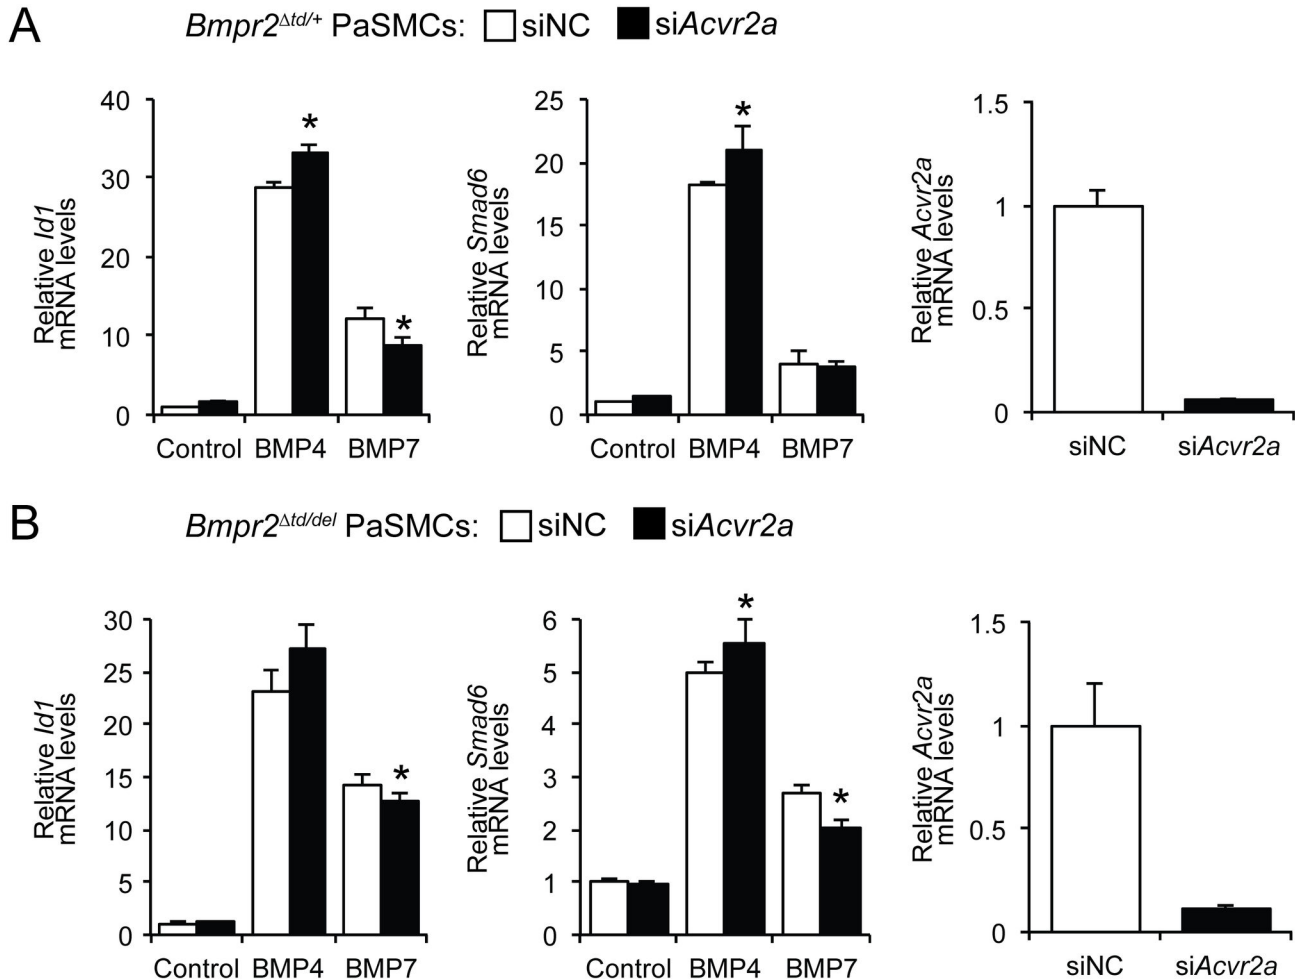 A
Bmpr2Δtd/+ PaSMCs: siNC siAcvr2a
Relative Id1
mRNA levels
40
30
20
10
0
*
*
Control BMP4 BMP7
Relative Smad6
mRNA levels
25
20
15
10
5
0
*
Control BMP4 BMP7
Relative Acvr2a
mRNA levels
1.5
1
0.5
0
siNC siAcvr2a
B
Bmpr2Δtd/del PaSMCs: siNC siAcvr2a
Relative Id1
mRNA levels
30
25
20
15
10
5
0
*
Control BMP4 BMP7
Relative Smad6
mRNA levels
6
5
4
3
2
1
0
*
*
Control BMP4 BMP7
Relative Acvr2a
mRNA levels
1.5
1
0.5
0
siNC siAcvr2a